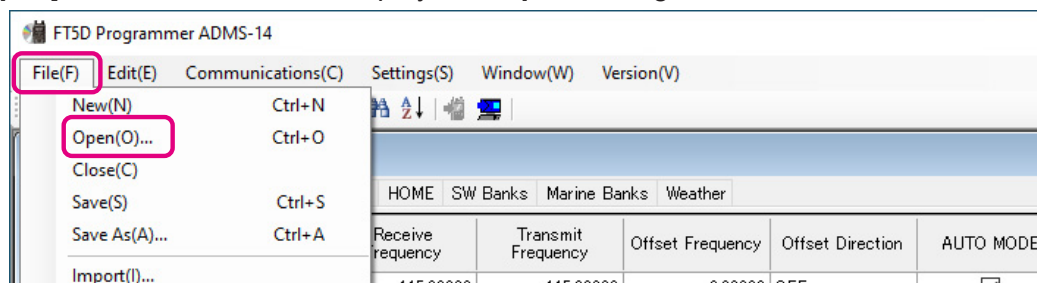 FT5D Programmer ADMS-14
File(F) Edit(E) Communications(C) Settings(S) Window(W) Version(V)
New(N) Ctrl+N
Open(O)... Ctrl+O
Close(C)
Save(S) Ctrl+S
Save As(A)... Ctrl+A
Import(I)...
HOME SW Banks Marine Banks Weather
Receive Transmit Offset Frequency Offset Direction AUTO MODE
Frequency